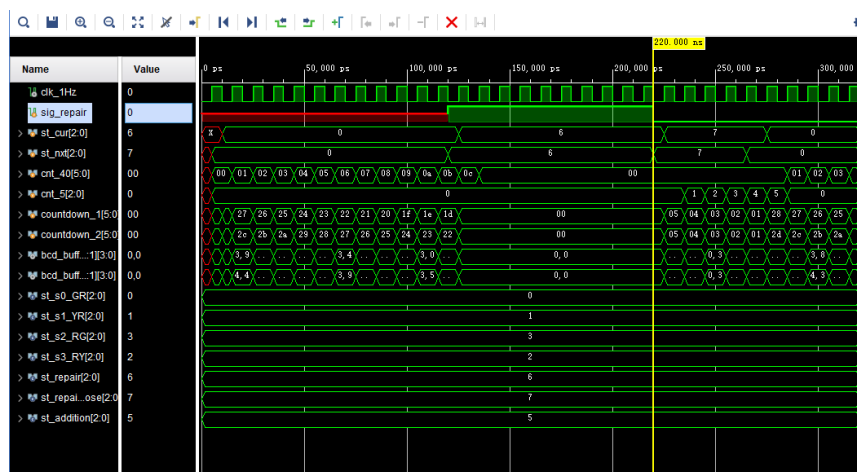 220.000 ns
Name Value 0 ps 50,000 ps 100,000 ps 150,000 ps 200,000 ps 250,000 ps 300,000
clk_1Hz 0
sig_repair 0
st_cur[2:0] 6 X 0 6 7 0
st_nxt[2:0] 7 0 6 7 0
cnt_40[5:0] 00 00 01 02 03 04 05 06 07 08 09 0a 0b 0c 00 01 02 03
cnt_5[2:0] 0 0 1 2 3 4 5 0
countdown_1[5:0 00 27 26 25 24 23 22 21 20 1f 1e 1d 00 05 04 03 02 01 28 27 26 25
countdown_2[5:0 00 2c 2b 2a 29 28 27 26 25 24 23 22 00 05 04 03 02 01 2d 2c 2b 2a
bcd_buff...:1][3:0] 0,0 3,9 .. .. 3,4 .. .. 3,0 .. 0,0 .. 0,3 .. .. 3,8 ..
bcd_buff...:1][3:0] 0,0 4,4 .. .. 3,9 .. .. 3,5 .. 0,0 .. 0,3 .. .. 4,3 ..
st_s0_GR[2:0] 0 0
st_s1_YR[2:0] 1 1
st_s2_RG[2:0] 3 3
st_s3_RY[2:0] 2 2
st_repair[2:0] 6 6
st_repai...ose[2:0 7 7
st_addition[2:0] 5 5